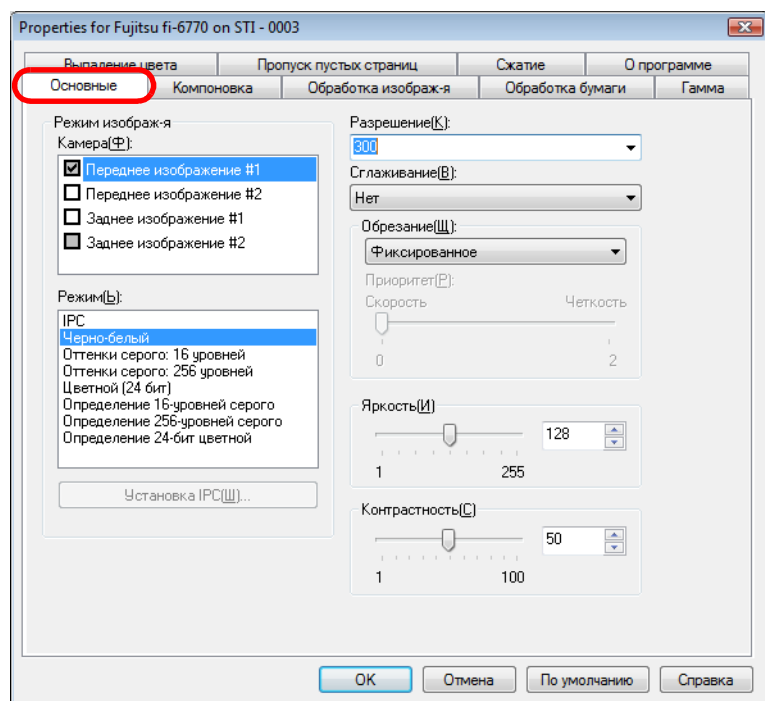 Properties for Fujitsu fi-6770 on STI - 0003
Выпадение цвета
Пропуск пустых страниц
Сжатие
О программе
Основные
Компоновка
Обработка изображ-я
Обработка бумаги
Гамма
Режим изображ-я
Камера(Ф):
Переднее изображение #1
Переднее изображение #2
Заднее изображение #1
Заднее изображение #2
Режим(Ь):
IPC
Черно-белый
Оттенки серого: 16 уровней
Оттенки серого: 256 уровней
Цветной (24 бит)
Определение 16-уровней серого
Определение 256-уровней серого
Определение 24-бит цветной
Установка IPC(Ш)...
Разрешение(К):
300
Сглаживание(В):
Нет
Обрезание(Щ):
Фиксированное
Приоритет(Р):
Скорость
Четкость
0
2
Яркость(И)
128
1
255
Контрастность(С)
50
1
100
OK
Отмена
По умолчанию
Справка